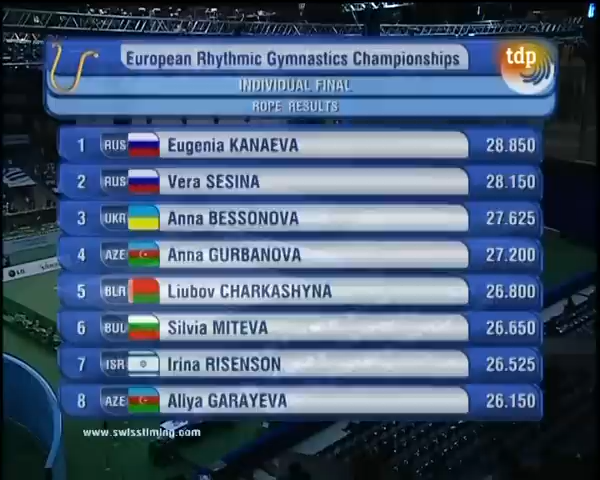 European Rhythmic Gymnastics Championships
tdp
INDIVIDUAL FINAL
ROPE RESULTS
1 RUS Eugenia KANAEVA 28.850
2 RUS Vera SESINA 28.150
3 UKR Anna BESSONOVA 27.625
4 AZE Anna GURBANOVA 27.200
5 BLR Liubov CHARKASHYNA 26.800
6 BUL Silvia MITEVA 26.650
7 ISR Irina RISENSON 26.525
8 AZE Aliya GARAYEVA 26.150
www.swisstiming.com
LG